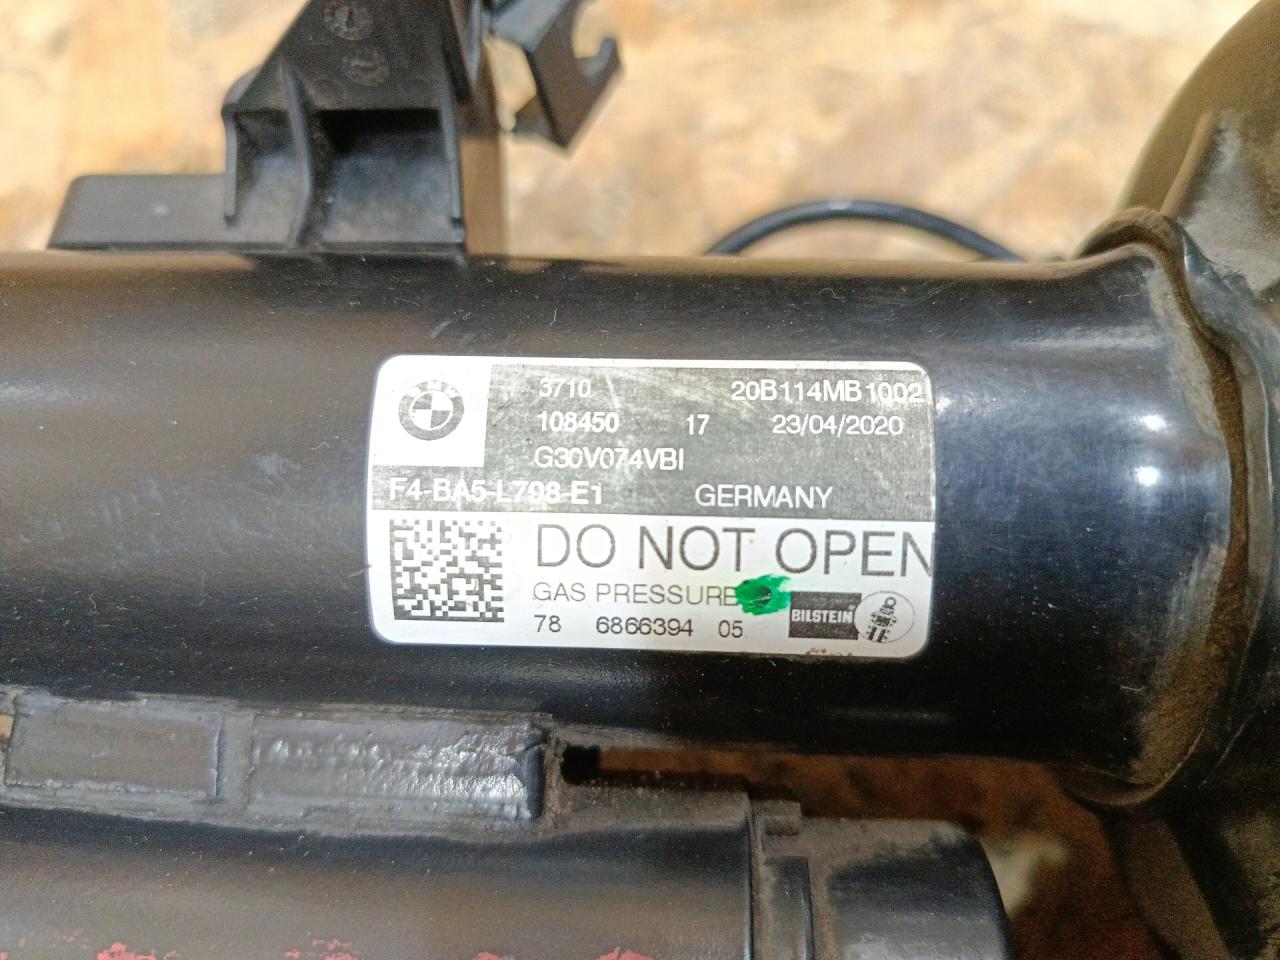 BMW
3710 20B114MB1002
108450 17 23/04/2020
G30V074VBI
F4-BA5-L798-E1 GERMANY
DO NOT OPEN
GAS PRESSURE
78 6866394 05
BILSTEIN